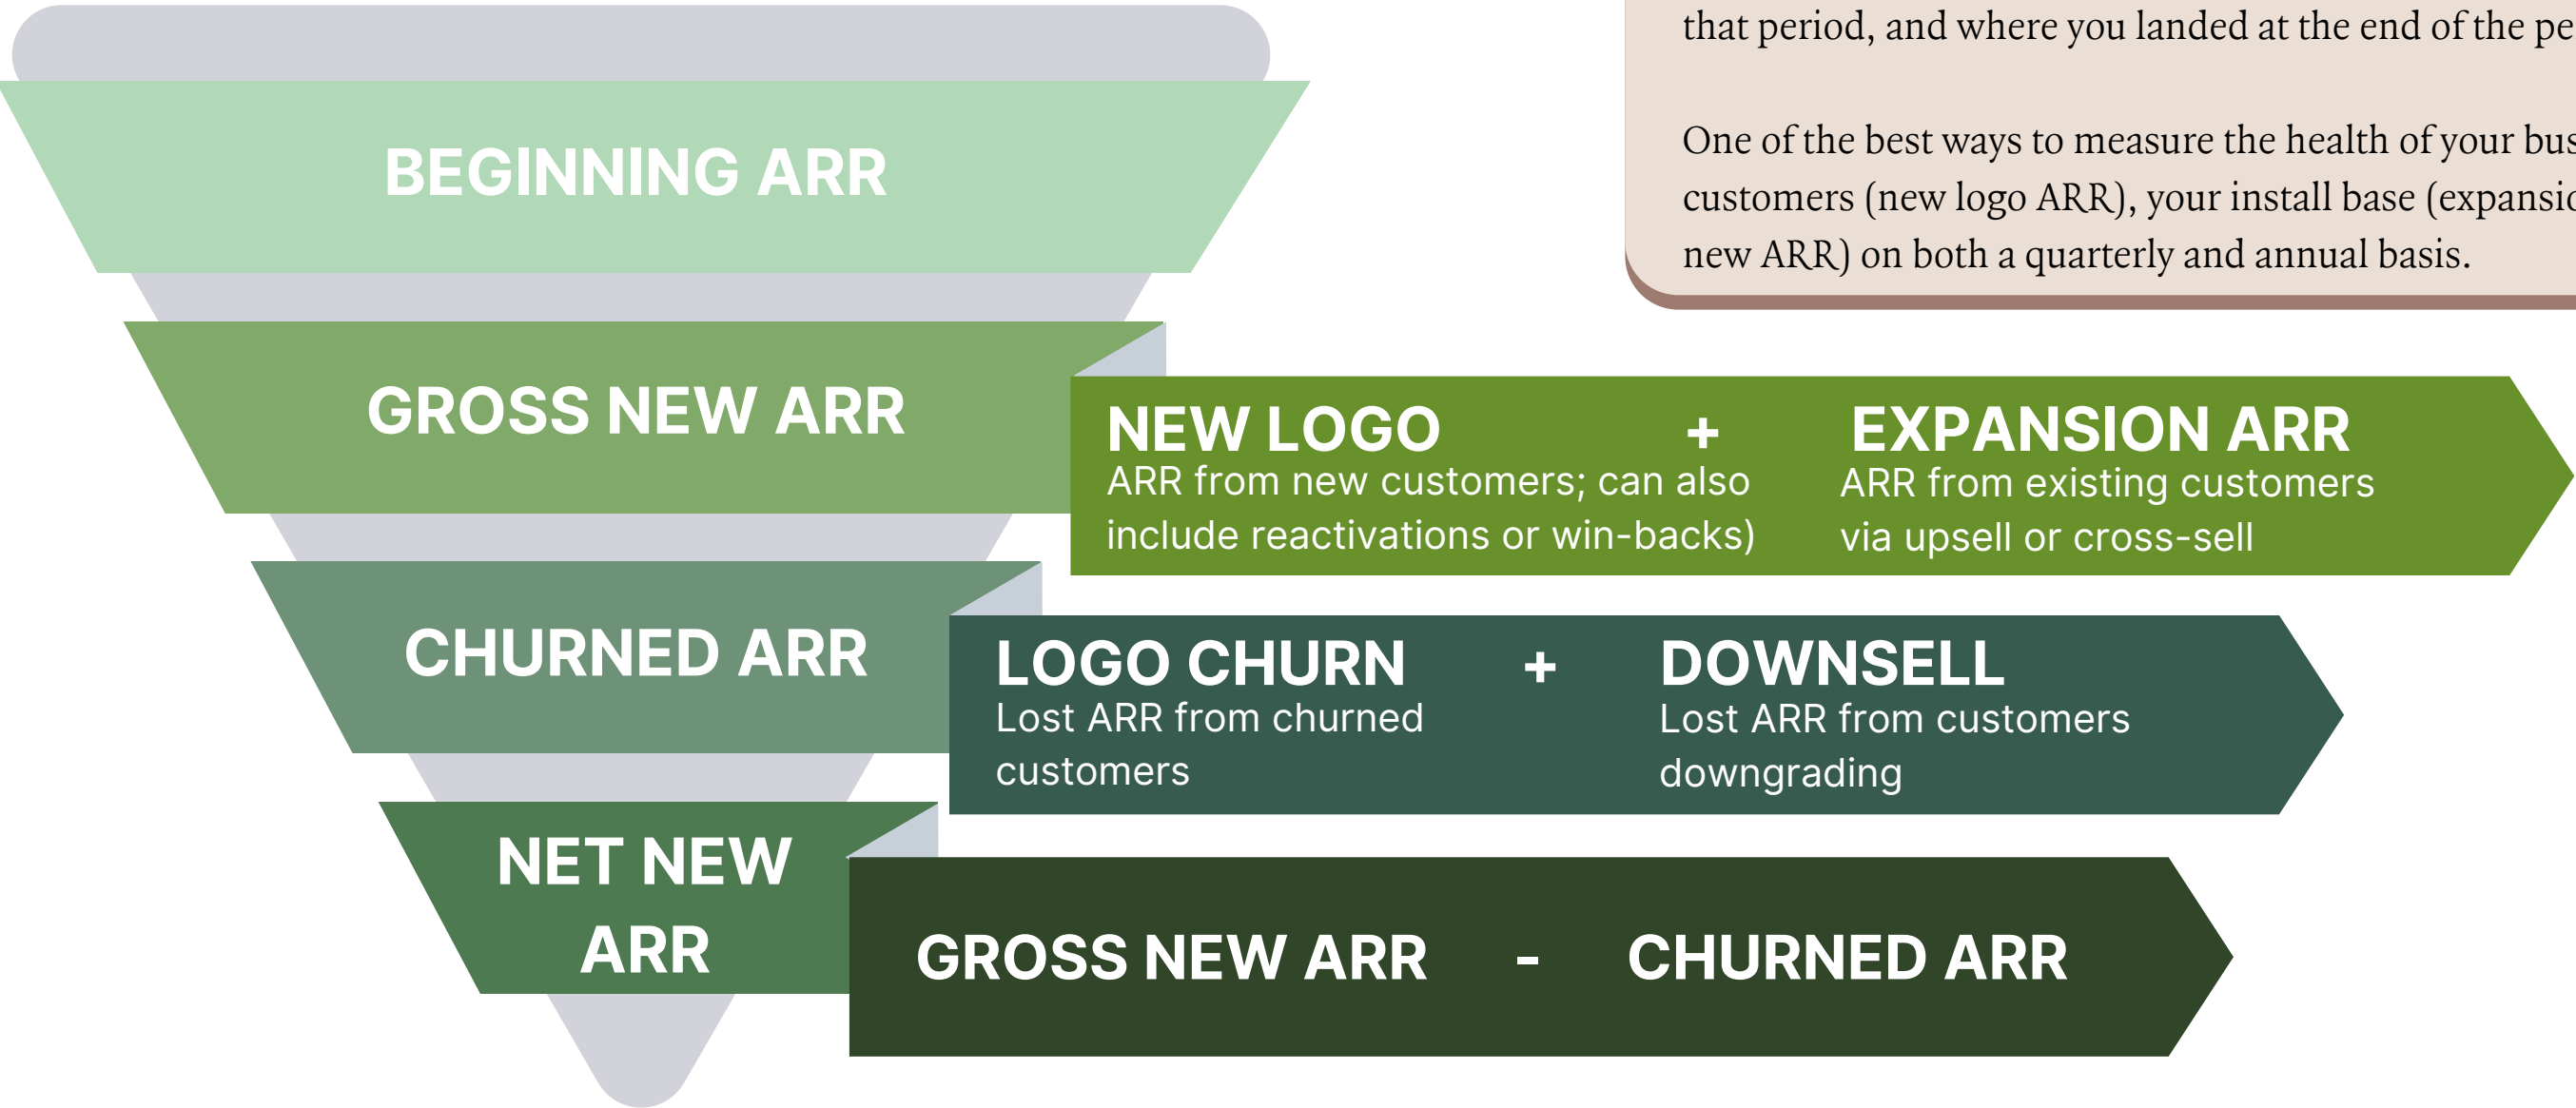 that period, and where you landed at the end of the
One of the best ways to measure the health of your
customers (new logo ARR), your install base
new ARR) on both a quarterly and annual basis.
BEGINNING ARR
GROSS NEW ARR
NEW LOGO + EXPANSION ARR
ARR from new customers; can also
include reactivations or win-backs)
ARR from existing customers
via upsell or cross-sell
CHURNED ARR
LOGO CHURN + DOWNSELL
Lost ARR from churned
customers
Lost ARR from customers
downgrading
NET NEW
ARR
GROSS NEW ARR - CHURNED ARR